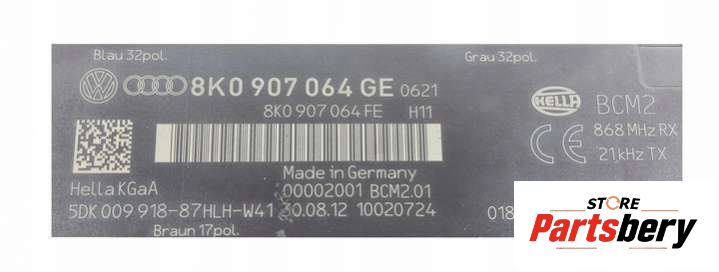 Blau 32pol.
Grau 32pol.
8K0 907 064 GE 0621
8K0 907 064 FE H11
HELLA BCM2
868 MHz RX
21kHz TX
Made in Germany
Hella KGaA
00002001 BCM2.01
5DK 009 918-87HLH-W41 30.08.12 10020724
018
Braun 17pol.
STORE
Partsbery